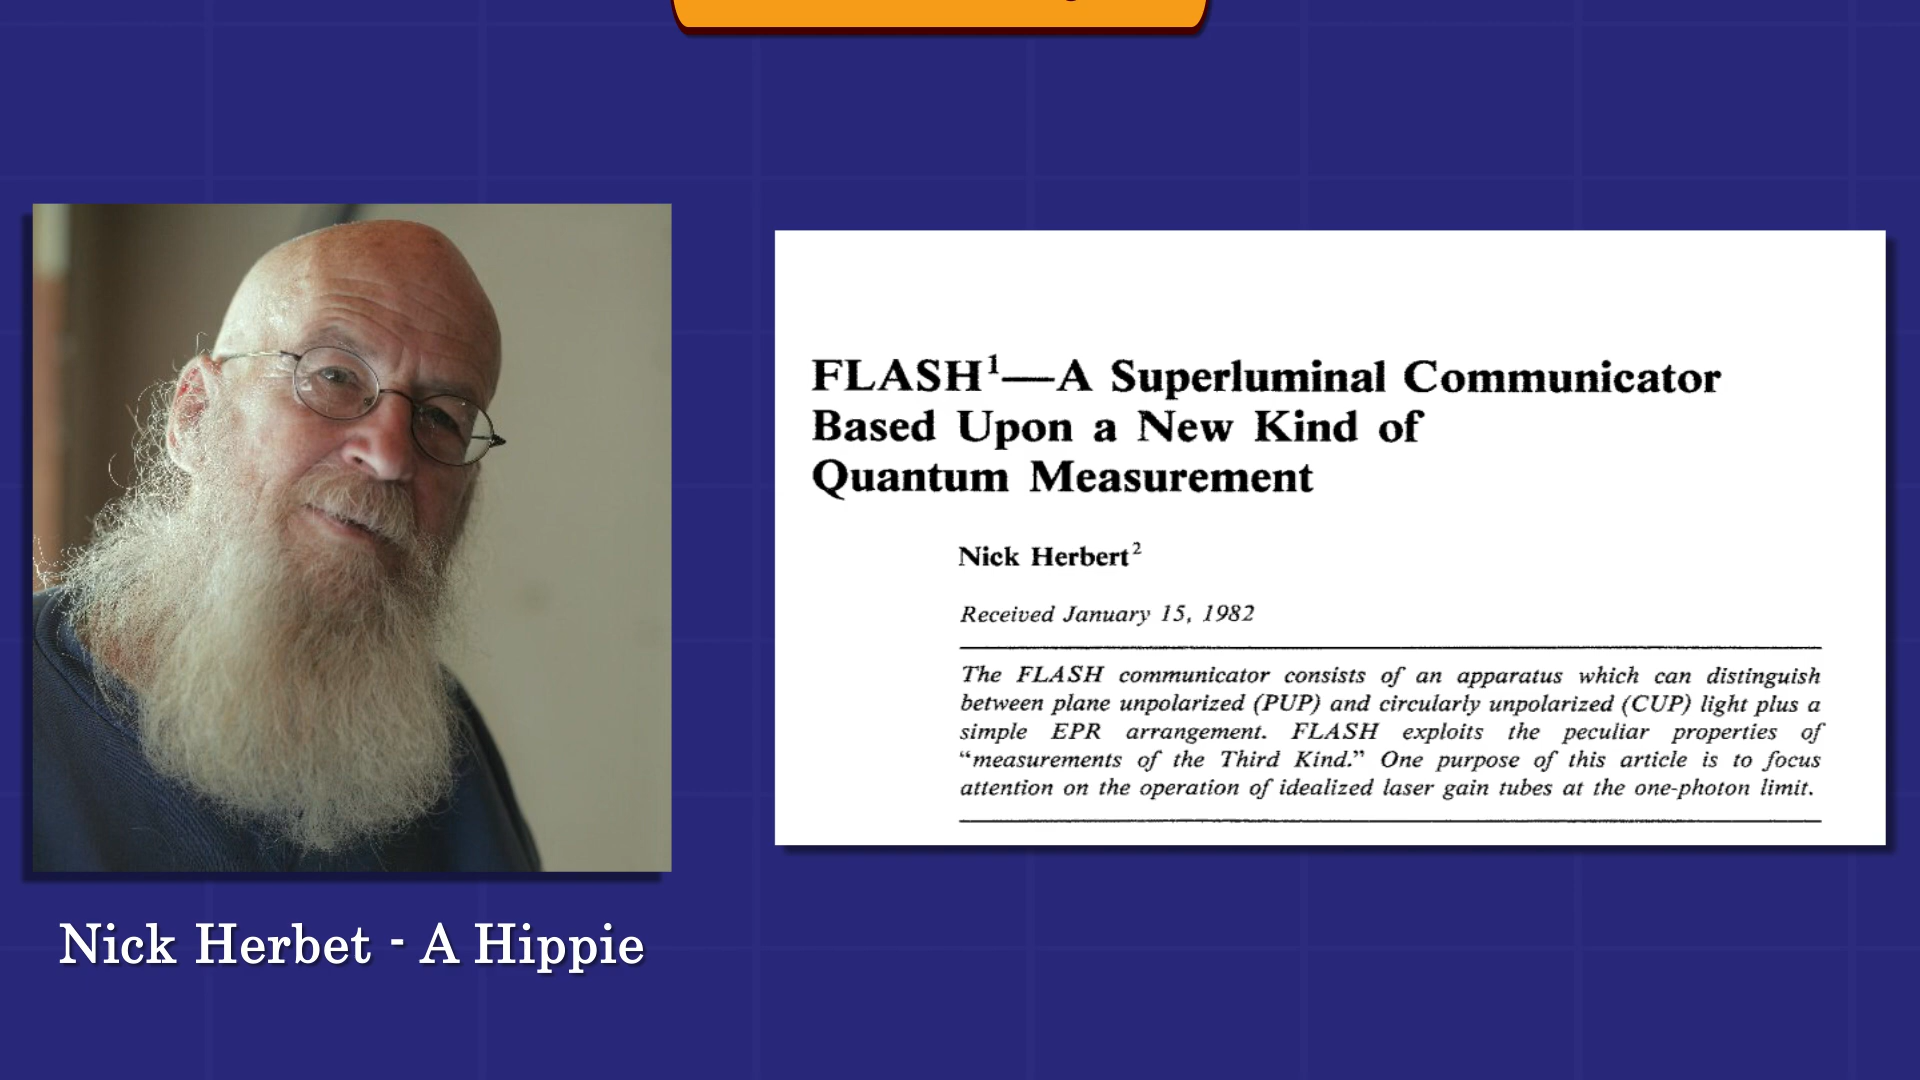 FLASH¹—A Superluminal Communicator
Based Upon a New Kind of
Quantum Measurement
Nick Herbert²
Received January 15, 1982
The FLASH communicator consists of an apparatus which can distinguish
between plane unpolarized (PUP) and circularly unpolarized (CUP) light plus a
simple EPR arrangement. FLASH exploits the peculiar properties of
“measurements of the Third Kind.” One purpose of this article is to focus
attention on the operation of idealized laser gain tubes at the one-photon limit.
Nick Herbet - A Hippie